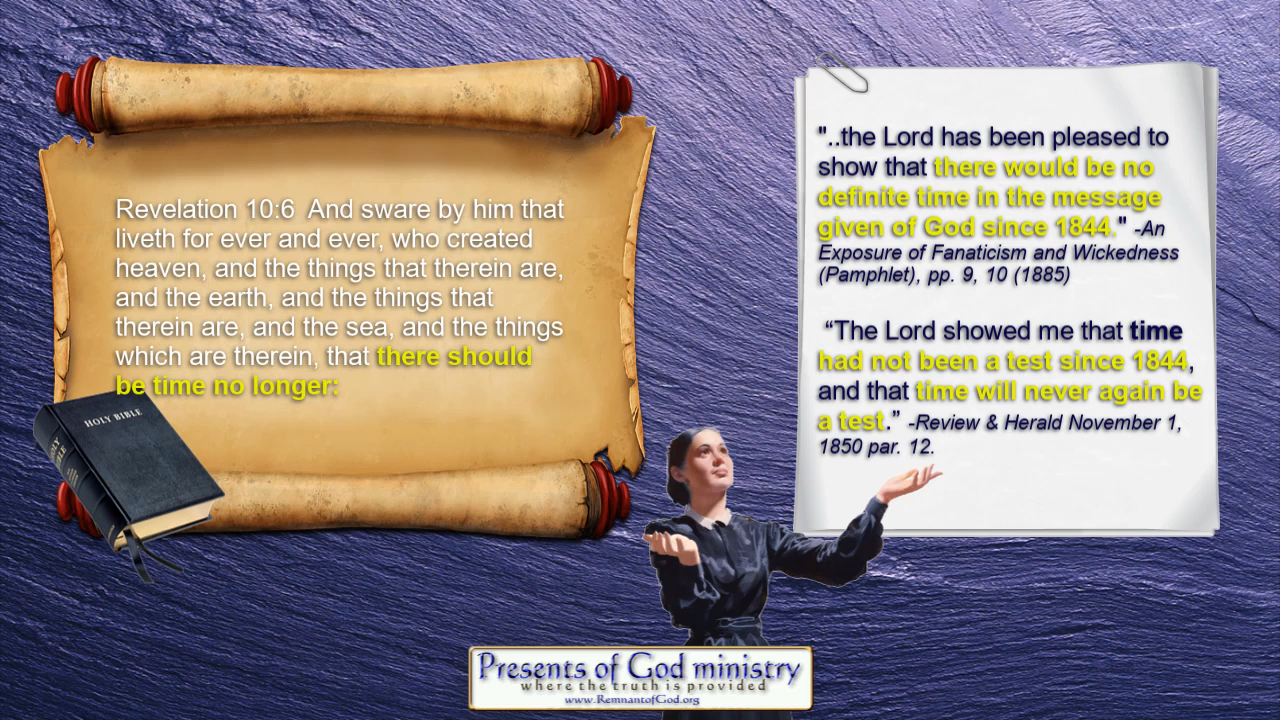 Revelation 10:6  And sware by him that
liveth for ever and ever, who created
heaven, and the things that therein are,
and the earth, and the things that
therein are, and the sea, and the things
which are therein, that there should
be time no longer:
HOLY BIBLE
HOLY BIBLE
"..the Lord has been pleased to
show that there would be no
definite time in the message
given of God since 1844." -An
Exposure of Fanaticism and Wickedness
(Pamphlet), pp. 9, 10 (1885)
“The Lord showed me that time
had not been a test since 1844,
and that time will never again be
a test.” -Review & Herald November 1,
1850 par. 12.
Presents of God ministry
where the truth is provided
www.RemnantofGod.org